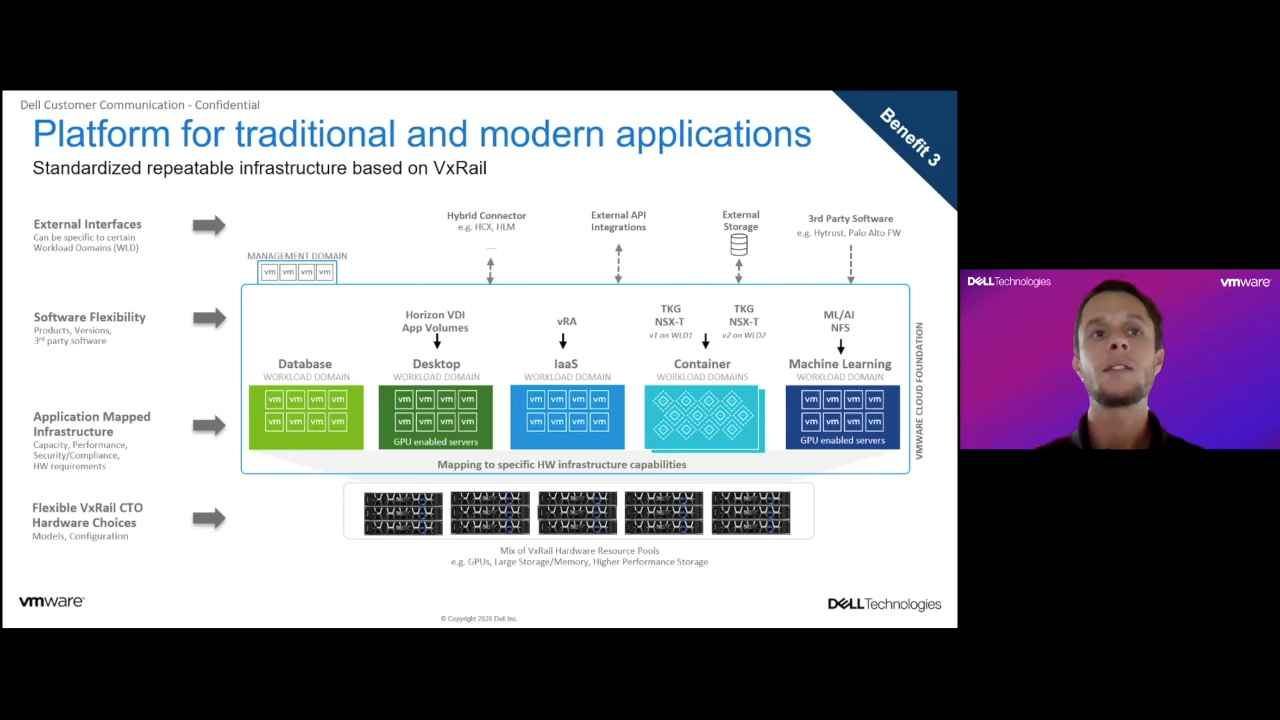 Dell Customer Communication - Confidential
Platform for traditional and modern applications
Standardized repeatable infrastructure based on VxRail
Benefit 3
External Interfaces
Can be specific to certain
Workload Domains (WLD)
Hybrid Connector
e.g. HCX, HLM
External API
Integrations
External
Storage
3rd Party Software
e.g. Hytrust, Palo Alto FW
MANAGEMENT DOMAIN
vm vm vm vm
Software Flexibility
Products, Versions,
3rd party software
Horizon VDI
App Volumes
vRA
TKG
NSX-T
v1 on WLD1
TKG
NSX-T
v2 on WLD2
ML/AI
NFS
Application Mapped
Infrastructure
Capacity, Performance,
Security/Compliance,
HW requirements
Database
WORKLOAD DOMAIN
vm vm vm vm
vm vm vm vm
Desktop
WORKLOAD DOMAIN
vm vm vm vm
vm vm vm vm
GPU enabled servers
IaaS
WORKLOAD DOMAIN
vm vm vm vm
vm vm vm vm
Container
WORKLOAD DOMAINS
Machine Learning
WORKLOAD DOMAIN
vm vm vm vm
vm vm vm vm
GPU enabled servers
VMWARE CLOUD FOUNDATION
Mapping to specific HW infrastructure capabilities
Flexible VxRail CTO
Hardware Choices
Models, Configuration
Mix of VxRail Hardware Resource Pools
e.g. GPUs, Large Storage/Memory, Higher Performance Storage
vmware
© Copyright 2020 Dell Inc.
DELLTechnologies
DELLTechnologies
vmware